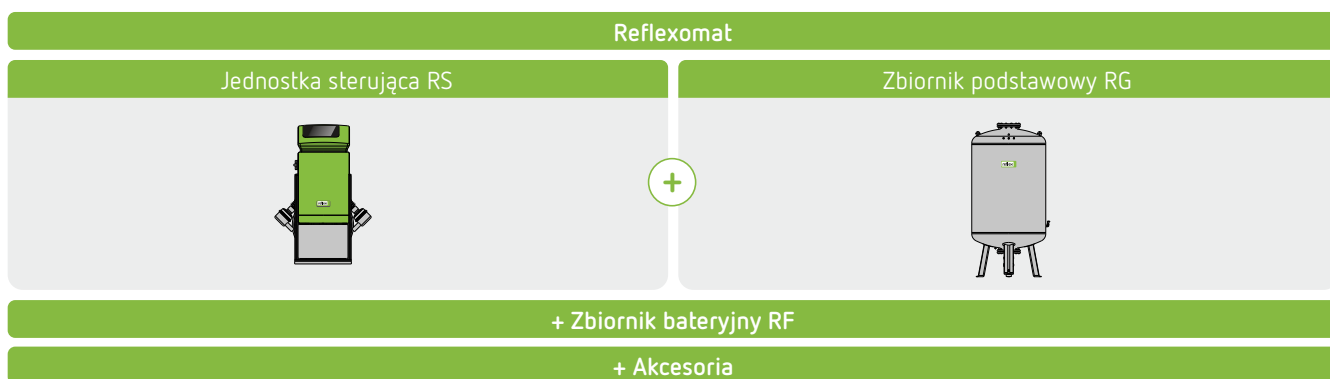 Reflexomat
Jednostka sterująca RS
Zbiornik podstawowy RG
+
+ Zbiornik bateryjny RF
+ Akcesoria